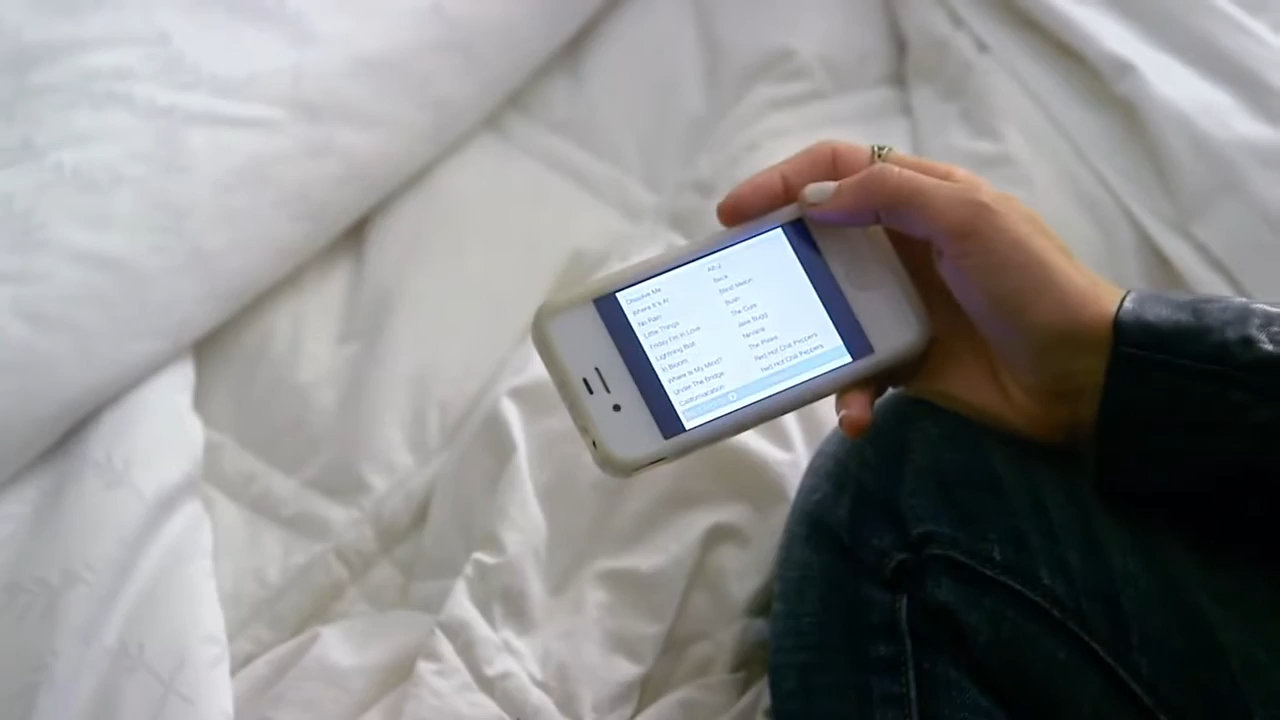 Dissolve Me Alt-J
Where It's At Beck
No Rain Blind Melon
Little Things Bush
Friday I'm In Love The Cure
Lightning Bolt Jake Bugg
In Bloom Nirvana
Where Is My Mind? The Pixies
Under The Bridge Red Hot Chili Peppers
Californication Red Hot Chili Peppers